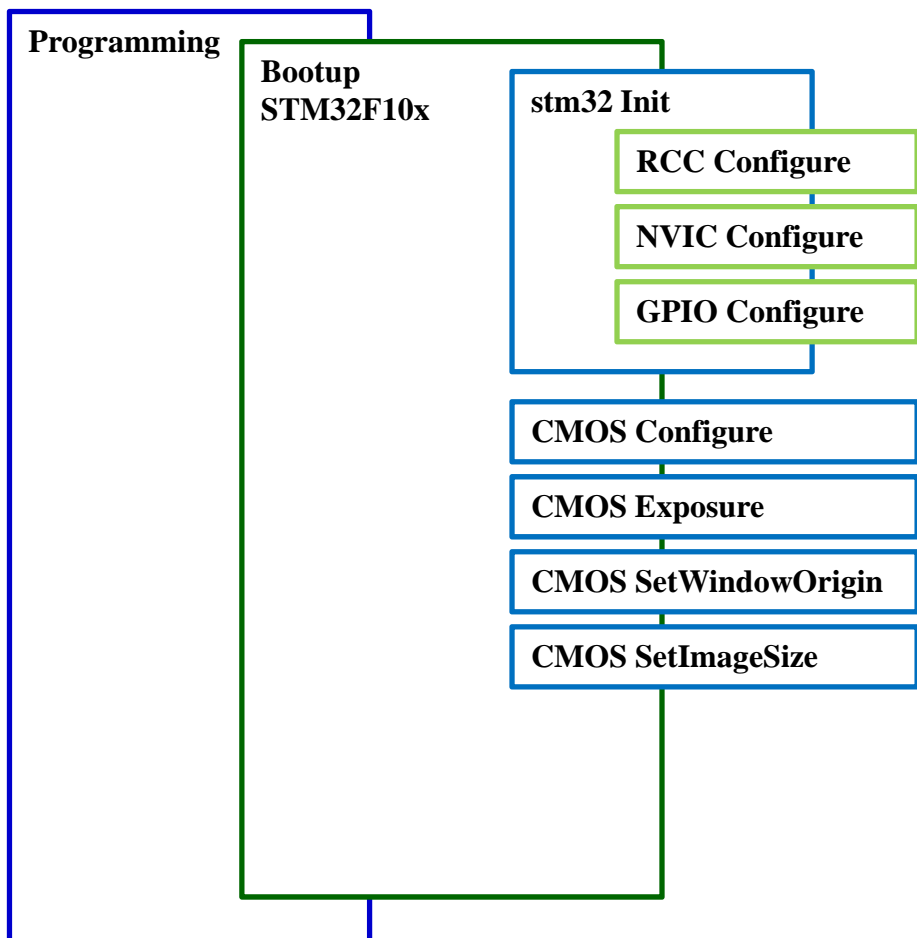 Programming
Bootup
STM32F10x
stm32 Init
RCC Configure
NVIC Configure
GPIO Configure
CMOS Configure
CMOS Exposure
CMOS SetWindowOrigin
CMOS SetImageSize